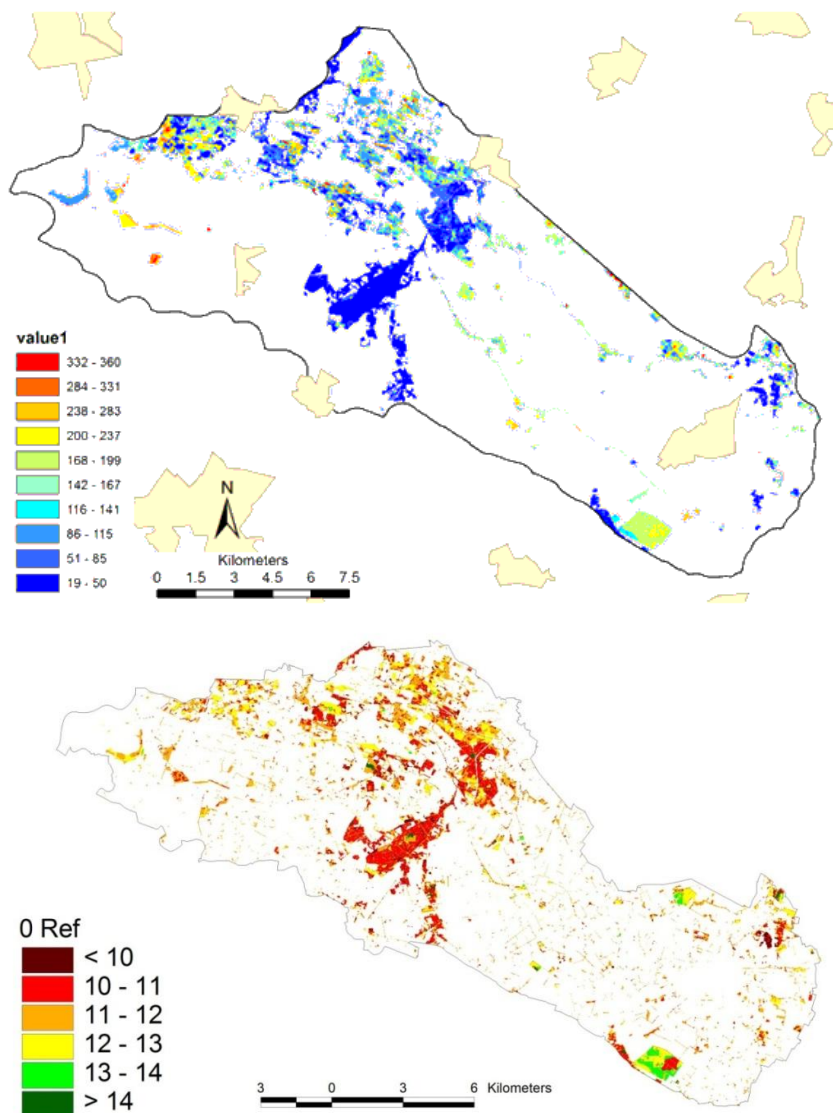 value1
332 - 360
284 - 331
238 - 283
200 - 237
168 - 199
142 - 167
116 - 141
86 - 115
51 - 85
19 - 50
N
Kilometers
0 1.5 3 4.5 6 7.5
0 Ref
< 10
10 - 11
11 - 12
12 - 13
13 - 14
> 14
3 0 3 6 Kilometers